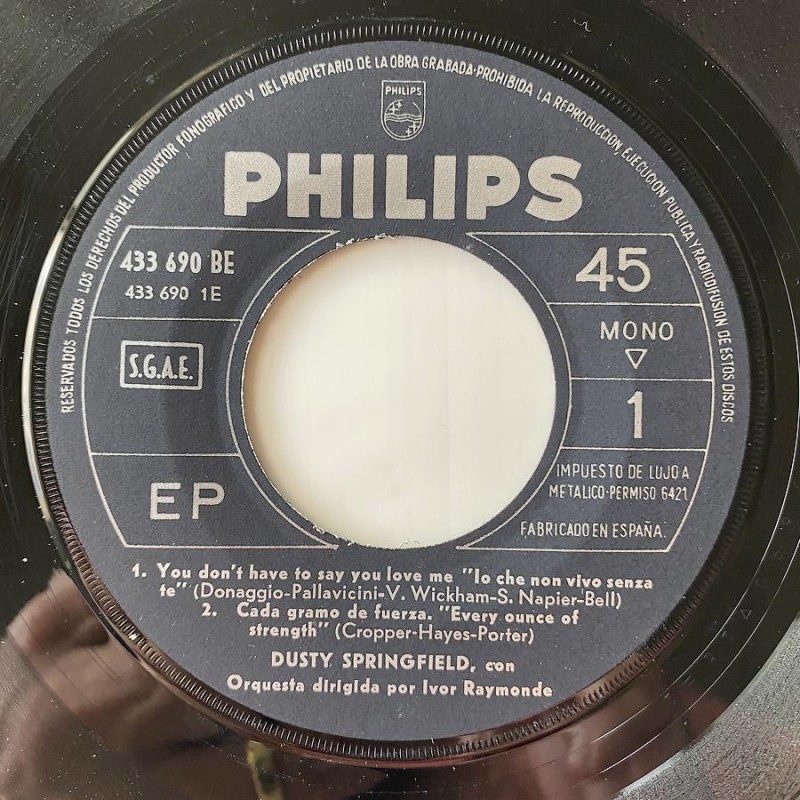 RESERVADOS TODOS LOS DERECHOS DEL PRODUCTOR FONOGRAFICO Y DEL PROPIETARIO DE LA OBRA GRABADA·PROHIBIDA LA REPRODUCCION, EJECUCION PUBLICA Y RADIODIFUSION DE ESTOS DISCOS
PHILIPS
PHILIPS
433 690 BE
433 690 1E
45
MONO
S.G.A.E.
1
EP
IMPUESTO DE LUJO A
METALICO·PERMISO 6421
FABRICADO EN ESPAÑA.
1. You don't have to say you love me "Io che non vivo senza
te" (Donaggio-Pallavicini-V. Wickham-S. Napier-Bell)
2. Cada gramo de fuerza. "Every ounce of
strength" (Cropper-Hayes-Porter)
DUSTY SPRINGFIELD, con
Orquesta dirigida por Ivor Raymonde